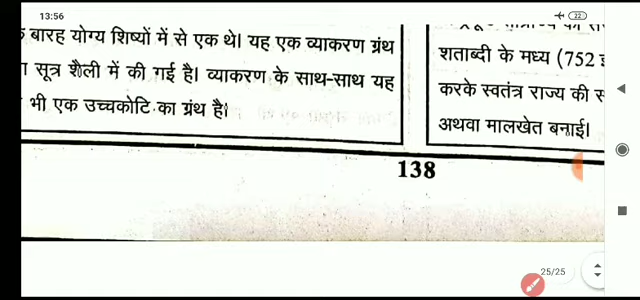 13:56
22
बारह योग्य शिष्यों में से एक थे। यह एक व्याकरण ग्रंथ
सूत्र शैली में की गई है। व्याकरण के साथ-साथ यह
भी एक उच्चकोटि का ग्रंथ है।
शताब्दी के मध्य (752
करके स्वतंत्र राज्य की
अथवा मालखेत बनाई।
138
25/25